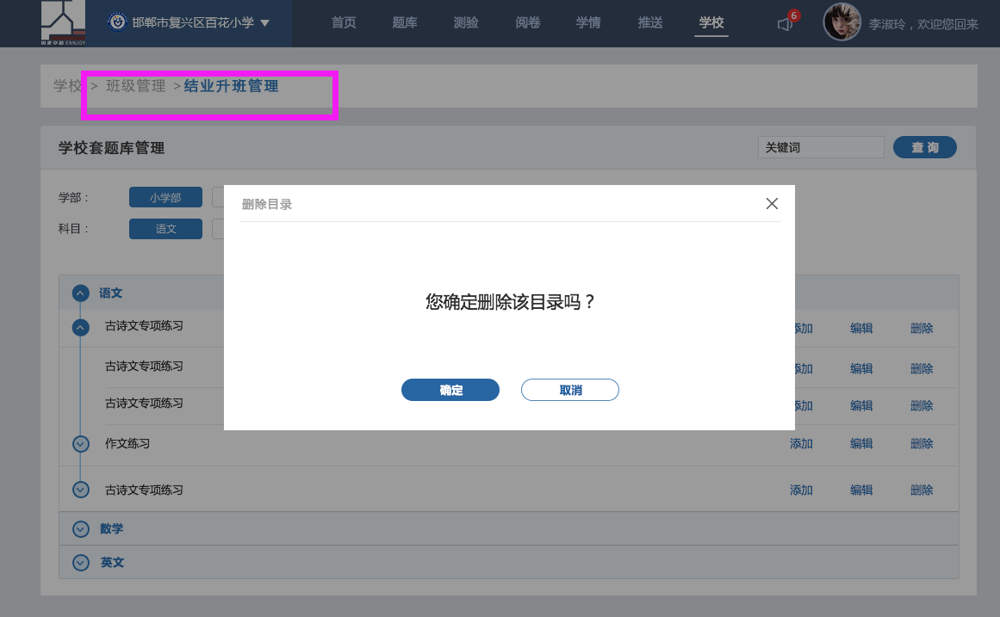 邯郸市复兴区百花小学 ▼ 首页 题库 测验 阅卷 学情 推送 学校 6 李淑玲，欢迎您回来
学校 > 班级管理 >结业升班管理
学校套题库管理 关键词 查 询
学部： 小学部
科目： 语文
删除目录
您确定删除该目录吗？
确定 取消
语文
古诗文专项练习 添加 编辑 删除
古诗文专项练习 添加 编辑 删除
古诗文专项练习 添加 编辑 删除
作文练习 添加 编辑 删除
古诗文专项练习 添加 编辑 删除
数学
英文